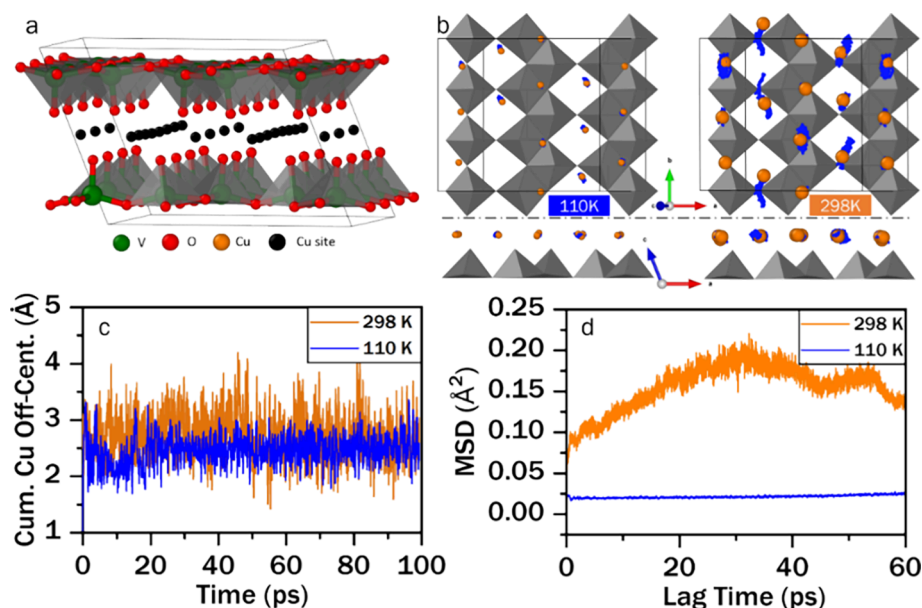 a
V O Cu Cu site
b
110K
298K
b
a
c
a
a
c
298 K
110 K
Cum. Cu Off-Cent. (Å)
5
4
3
2
1
0 20 40 60 80 100
Time (ps)
d
298 K
110 K
MSD (Å²)
0.25
0.20
0.15
0.10
0.05
0.00
0 20 40 60
Lag Time (ps)